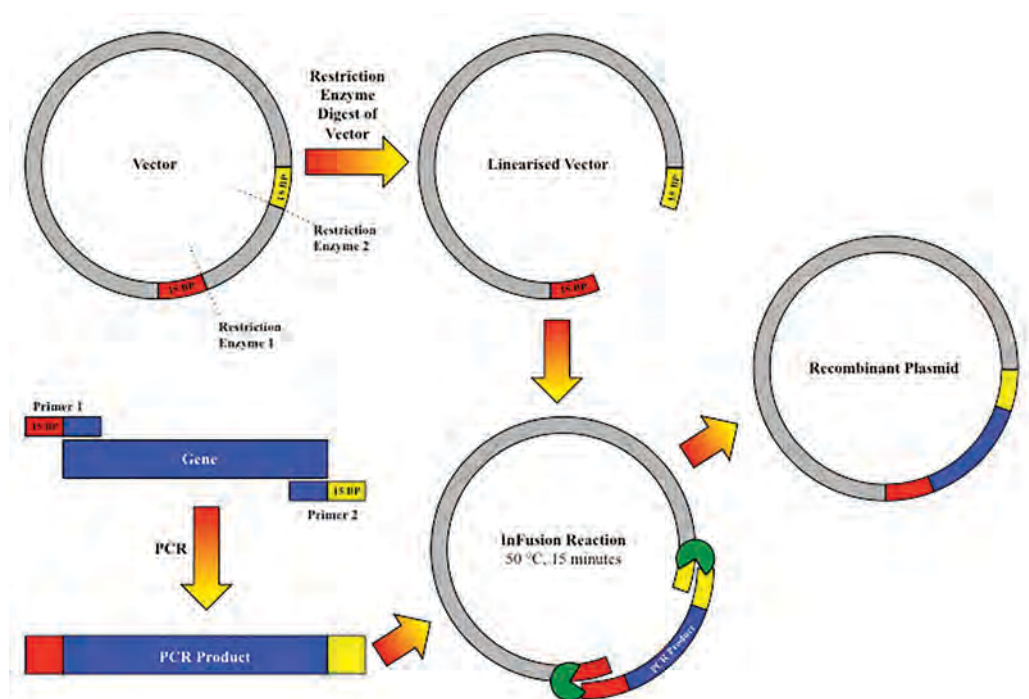 Restriction
Enzyme
Digest of
Vector
Vector
15 BP
Restriction
Enzyme 2
15 BP
Restriction
Enzyme 1
Linearised Vector
15 BP
15 BP
Primer 1
15 BP
Gene
15 BP
Primer 2
PCR
PCR Product
InFusion Reaction
50 °C, 15 minutes
PCR Product
Recombinant Plasmid